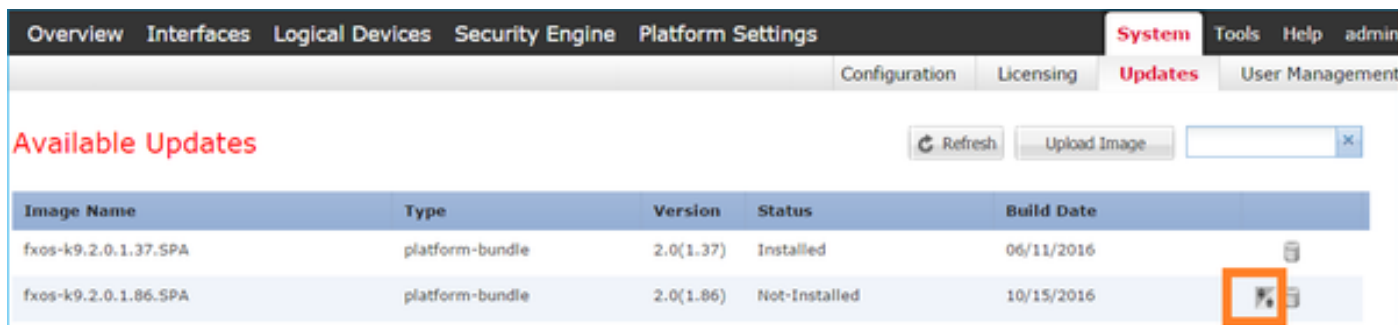 Overview Interfaces Logical Devices Security Engine Platform Settings System Tools Help admin
Configuration Licensing Updates User Management
Available Updates Refresh Upload Image
Image Name Type Version Status Build Date
fxos-k9.2.0.1.37.SPA platform-bundle 2.0(1.37) Installed 06/11/2016
fxos-k9.2.0.1.86.SPA platform-bundle 2.0(1.86) Not-Installed 10/15/2016